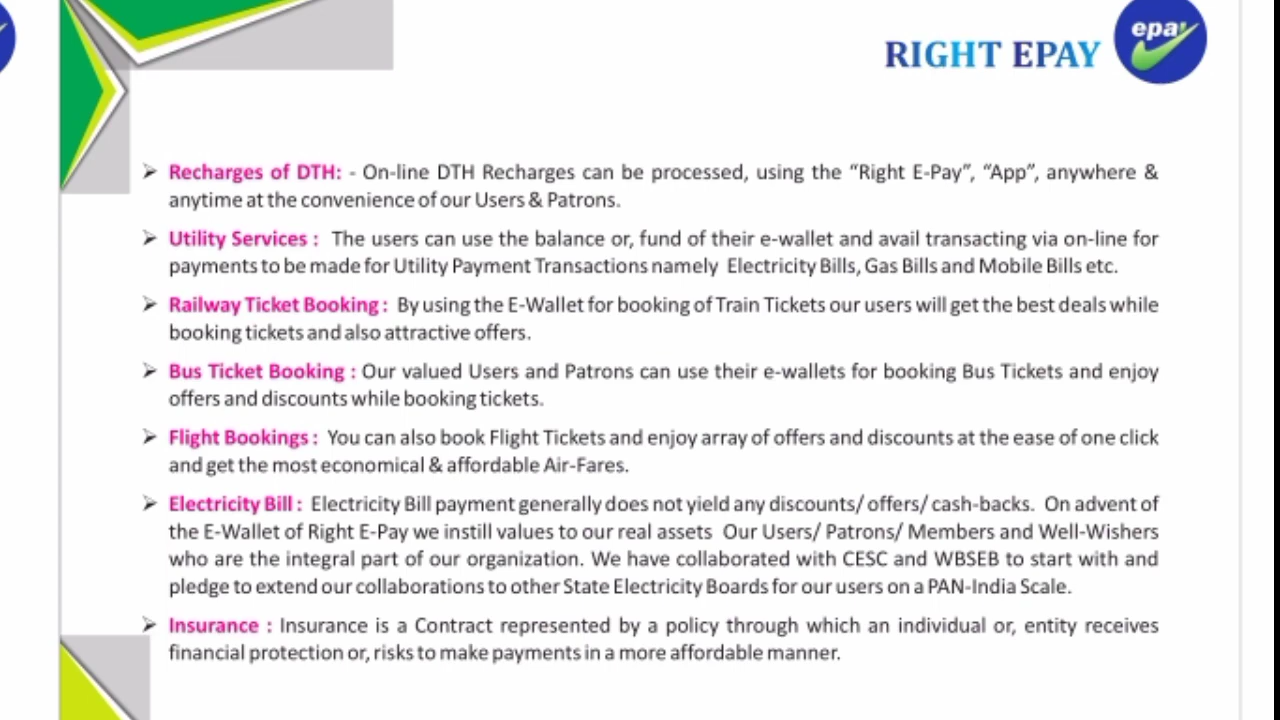 RIGHT EPAY
epay
➢ Recharges of DTH: - On-line DTH Recharges can be processed, using the “Right E-Pay”, “App”, anywhere &
anytime at the convenience of our Users & Patrons.
➢ Utility Services : The users can use the balance or, fund of their e-wallet and avail transacting via on-line for
payments to be made for Utility Payment Transactions namely Electricity Bills, Gas Bills and Mobile Bills etc.
➢ Railway Ticket Booking : By using the E-Wallet for booking of Train Tickets our users will get the best deals while
booking tickets and also attractive offers.
➢ Bus Ticket Booking : Our valued Users and Patrons can use their e-wallets for booking Bus Tickets and enjoy
offers and discounts while booking tickets.
➢ Flight Bookings : You can also book Flight Tickets and enjoy array of offers and discounts at the ease of one click
and get the most economical & affordable Air-Fares.
➢ Electricity Bill : Electricity Bill payment generally does not yield any discounts/ offers/ cash-backs. On advent of
the E-Wallet of Right E-Pay we instill values to our real assets Our Users/ Patrons/ Members and Well-Wishers
who are the integral part of our organization. We have collaborated with CESC and WBSEB to start with and
pledge to extend our collaborations to other State Electricity Boards for our users on a PAN-India Scale.
➢ Insurance : Insurance is a Contract represented by a policy through which an individual or, entity receives
financial protection or, risks to make payments in a more affordable manner.